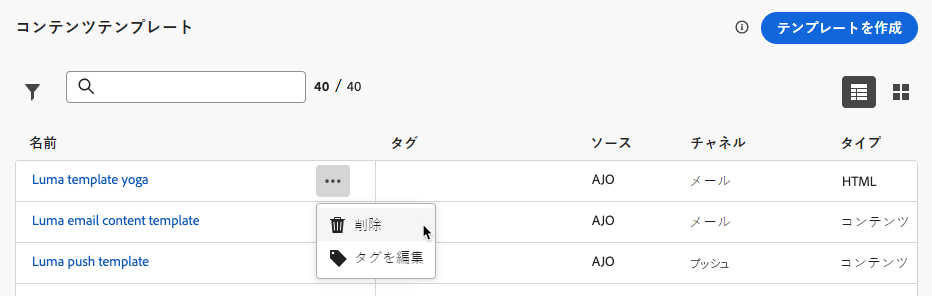 コンテンツテンプレート
テンプレートを作成
40 / 40
名前 タグ ソース チャネル タイプ
Luma template yoga AJO メール HTML
Luma email content template AJO メール コンテンツ
削除
Luma push template AJO プッシュ コンテンツ
タグを編集